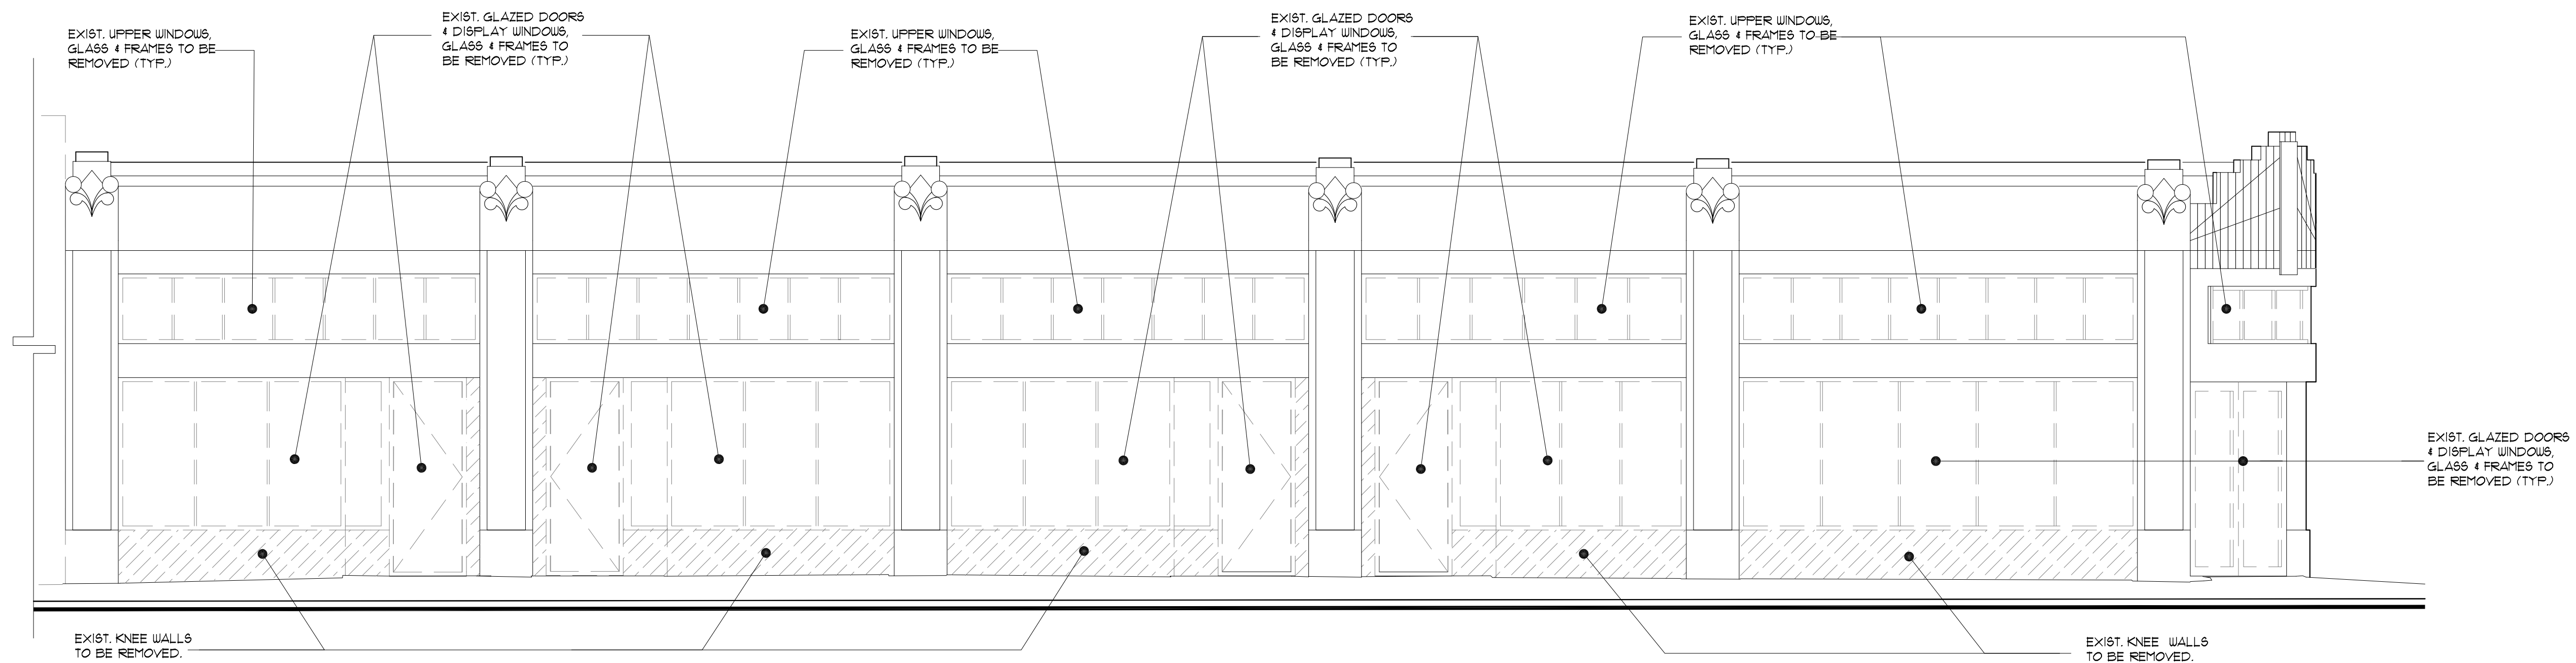 EXIST. UPPER WINDOWS,
GLASS & FRAMES TO BE
REMOVED (TYP.)
EXIST. GLAZED DOORS
& DISPLAY WINDOWS,
GLASS & FRAMES TO
BE REMOVED (TYP.)
EXIST. UPPER WINDOWS,
GLASS & FRAMES TO BE
REMOVED (TYP.)
EXIST. GLAZED DOORS
& DISPLAY WINDOWS,
GLASS & FRAMES TO
BE REMOVED (TYP.)
EXIST. UPPER WINDOWS,
GLASS & FRAMES TO BE
REMOVED (TYP.)
EXIST. GLAZED DOORS
& DISPLAY WINDOWS,
GLASS & FRAMES TO
BE REMOVED (TYP.)
EXIST. KNEE WALLS
TO BE REMOVED.
EXIST. KNEE WALLS
TO BE REMOVED.